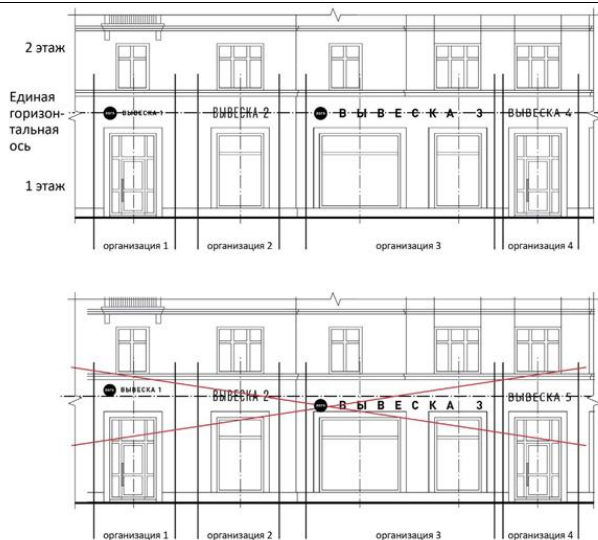 2 этаж
Единая
горизон-
тальная
ось
ВЫВЕСКА 1
ВЫВЕСКА 2
ВЫВЕСКА 3
ВЫВЕСКА 4
1 этаж
организация 1
организация 2
организация 3
организация 4
ВЫВЕСКА 1
ВЫВЕСКА 2
ВЫВЕСКА 3
ВЫВЕСКА 5
организация 1
организация 2
организация 3
организация 4